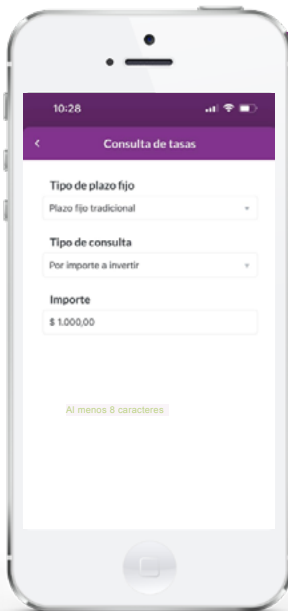 10:28
Consulta de tasas
Tipo de plazo fijo
Plazo fijo tradicional
Tipo de consulta
Por importe a invertir
Importe
$ 1.000,00
Al menos 8 caracteres